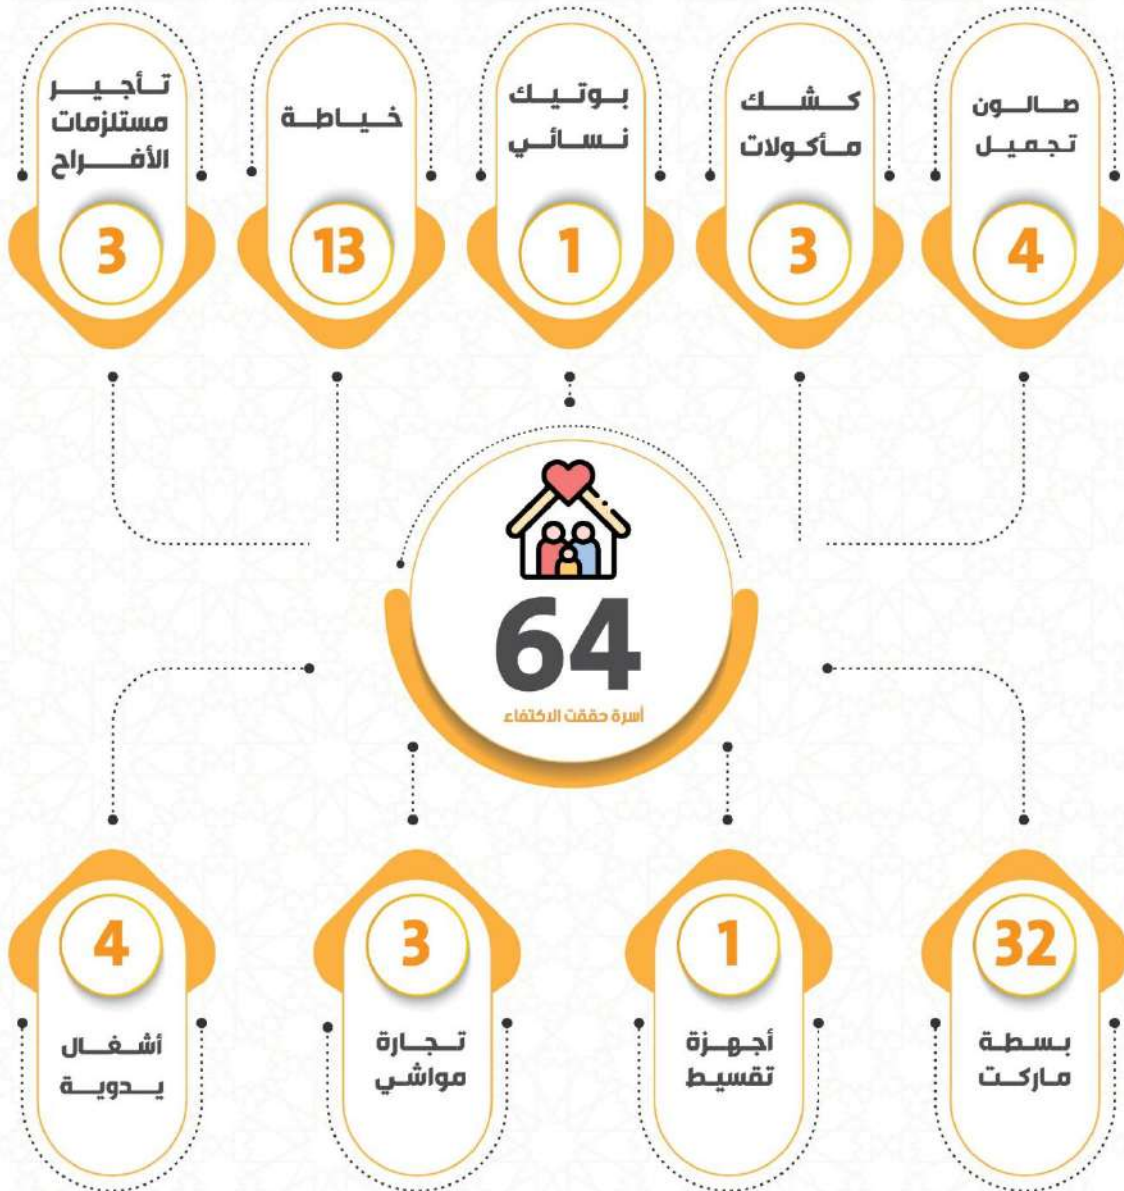 صالون
تجميل
4
كشك
مأكولات
3
بوتيك
نسائي
1
خياطة
13
تأجير
مستلزمات
الأفراح
3
64
أسرة حققت الاكتفاء
32
بسطة
ماركت
1
أجهزة
تقسيط
3
تجارة
مواشي
4
أشغال
يدوية